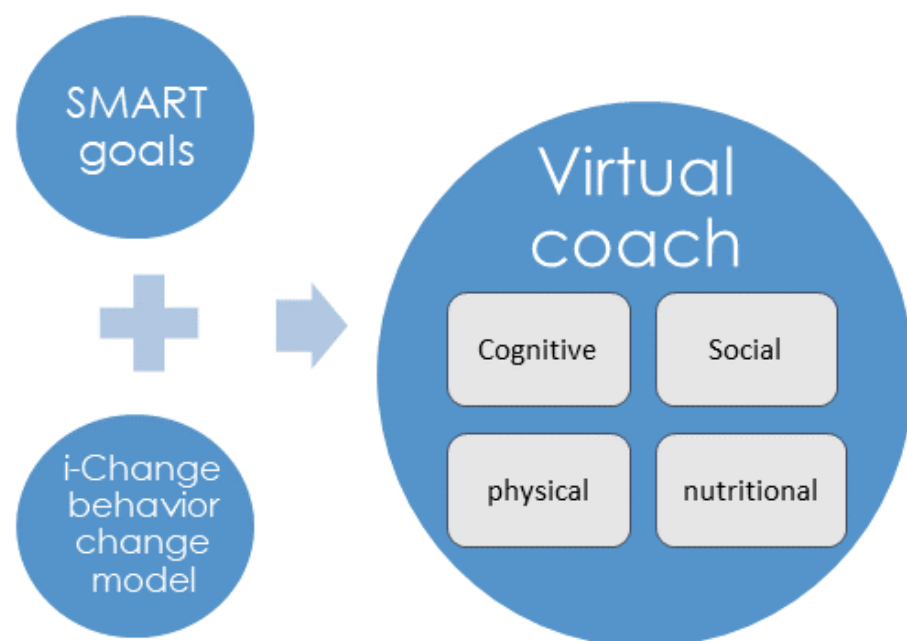 SMART
goals
i-Change
behavior
change
model
Virtual
coach
Cognitive
Social
physical
nutritional